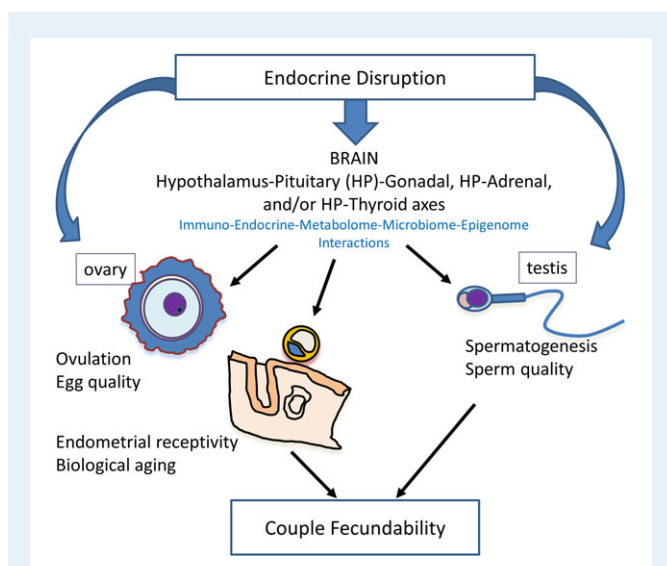 Endocrine Disruption
BRAIN
Hypothalamus-Pituitary (HP)-Gonadal, HP-Adrenal,
and/or HP-Thyroid axes
Immuno-Endocrine-Metabolome-Microbiome-Epigenome
Interactions
ovary
testis
Ovulation
Egg quality
Spermatogenesis
Sperm quality
Endometrial receptivity
Biological aging
Couple Fecundability